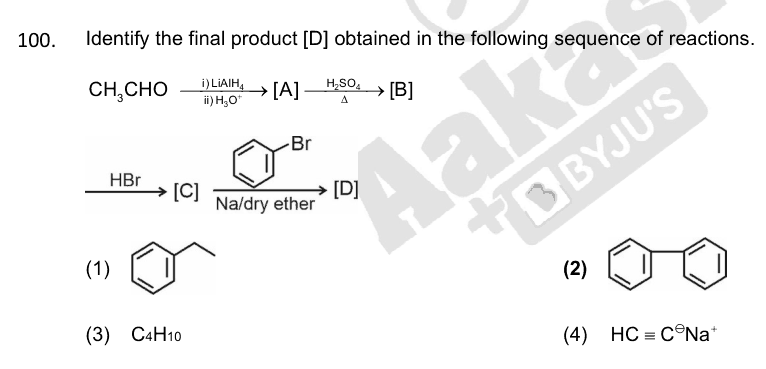 100. Identify the final product [D] obtained in the following sequence of reactions.
CH₃CHO i) LiAlH₄ ii) H₃O⁺ → [A] H₂SO₄ Δ → [B]
HBr → [C] Br Na/dry ether → [D]
(1) (2)
(3) C4H10 (4) HC ≡ C⊖Na⁺
Aakash
+B BYJU'S